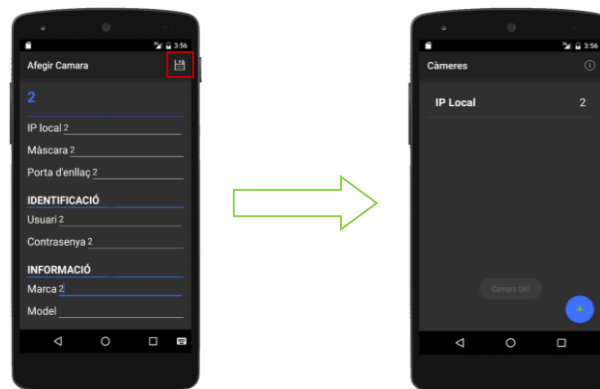 3:56
Afegir Camara
2
IP local 2
Màscara 2
Porta d'enllaç 2
IDENTIFICACIÓ
Usuari 2
Contrasenya 2
INFORMACIÓ
Marca 2
Model
3:56
Càmeres
IP Local 2
Camara OK!